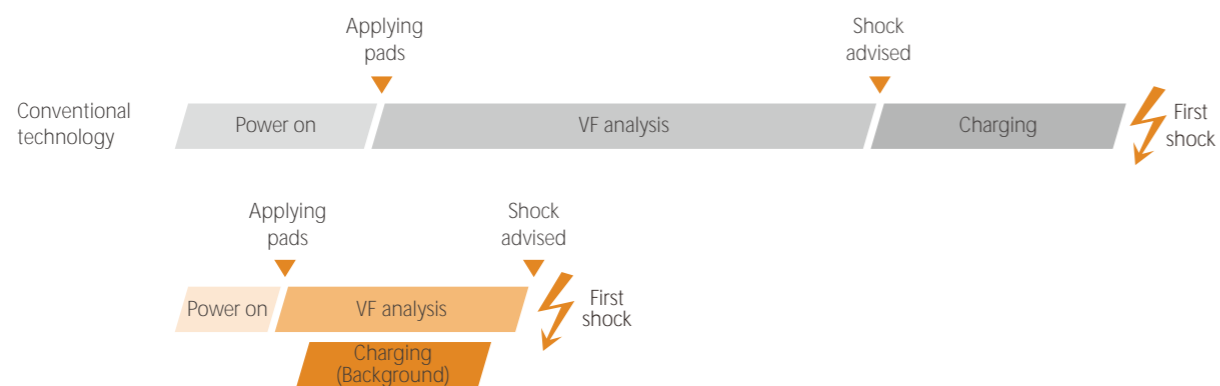 Applying
pads
Shock
advised
Conventional
technology
Power on
VF analysis
Charging
First
shock
Applying
pads
Shock
advised
Power on
VF analysis
First
shock
Charging
(Background)